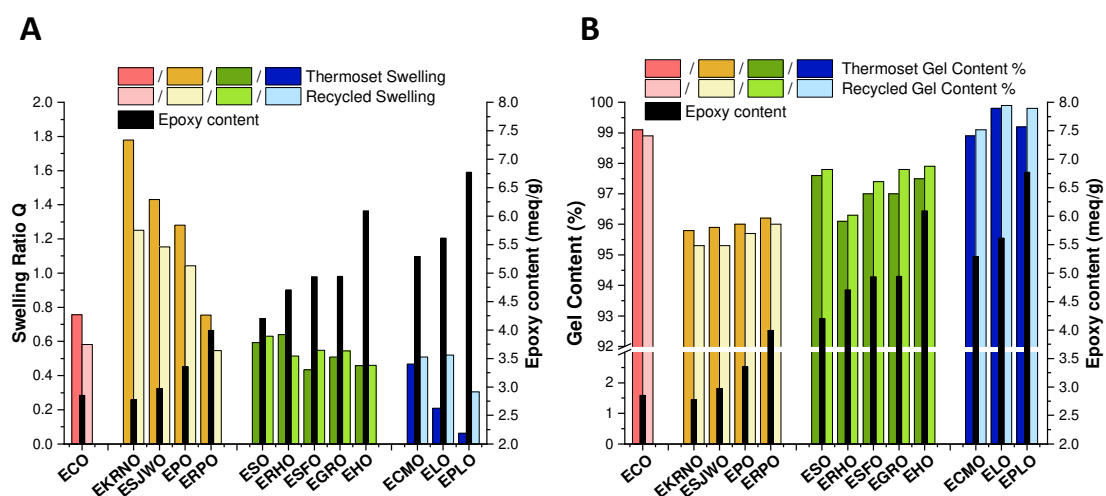 A
/ / / Thermoset Swelling
/ / / Recycled Swelling
Epoxy content
2.0
1.8
1.6
1.4
1.2
1.0
0.8
0.6
0.4
0.2
0.0
Swelling Ratio Q
8.0
7.5
7.0
6.5
6.0
5.5
5.0
4.5
4.0
3.5
3.0
2.5
2.0
Epoxy content (meq/g)
ECO
EKRNO
ESJWO
EPO
ERPO
ESO
ERHO
ESFO
EGRO
EHO
ECMO
ELO
EPLO
B
/ / / Thermoset Gel Content %
/ / / Recycled Gel Content %
Epoxy content
100
99
98
97
96
95
94
93
92
2
1
0
Gel Content (%)
8.0
7.5
7.0
6.5
6.0
5.5
5.0
4.5
4.0
3.5
3.0
2.5
2.0
Epoxy content (meq/g)
ECO
EKRNO
ESJWO
EPO
ERPO
ESO
ERHO
ESFO
EGRO
EHO
ECMO
ELO
EPLO